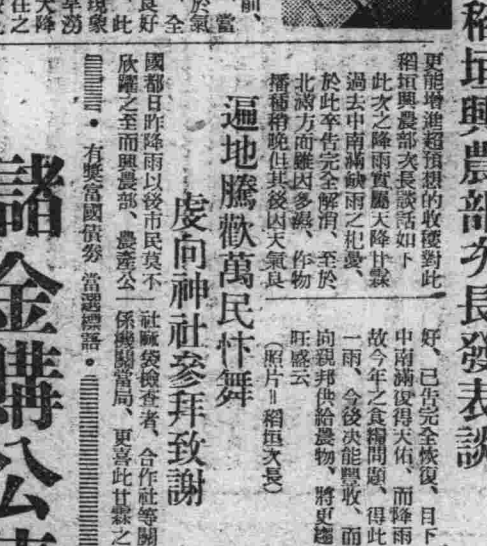 稻垣興農部次長發表談
更能增進超預想的收穫對此
稻垣興農部次長談話如下
此次之降雨實屬天降甘霖
過去中南滿缺雨之杞憂、
於此卒告完全解消、至於
北滿方面雖因多濕、作物
播種稍晚但其後因天氣良
好、已告完全恢復、目下
中南滿復得天佑、而降雨
故今年之食糧問題、得此
一雨、今後決能豐收、而
向親邦供給農物、將更趨
旺盛云
(照片=稻垣次長)
遍地騰歡萬民忭舞
虔向神社參拜致謝
國都日昨降雨以後市民莫不
欣躍之至而興農部、農產公
社麻袋檢查者、合作社等關
係機關當局、更喜此甘霖之
有獎富國債券 當選標語
儲金購公